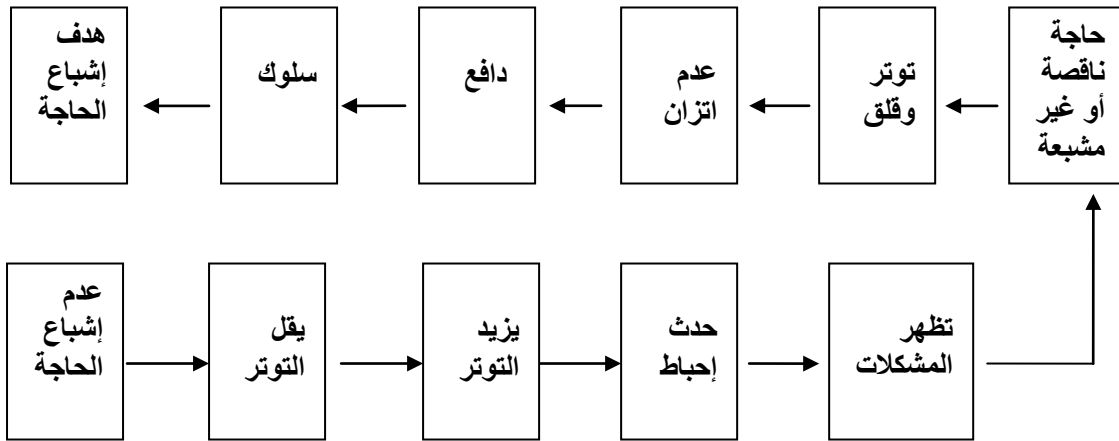 حاجة
ناقصة
أو غير
مشبعة
توتر
وقلق
عدم
اتزان
دافع
سلوك
هدف
إشباع
الحاجة
عدم
إشباع
الحاجة
يقل
التوتر
يزيد
التوتر
حدث
إحباط
تظهر
المشكلات